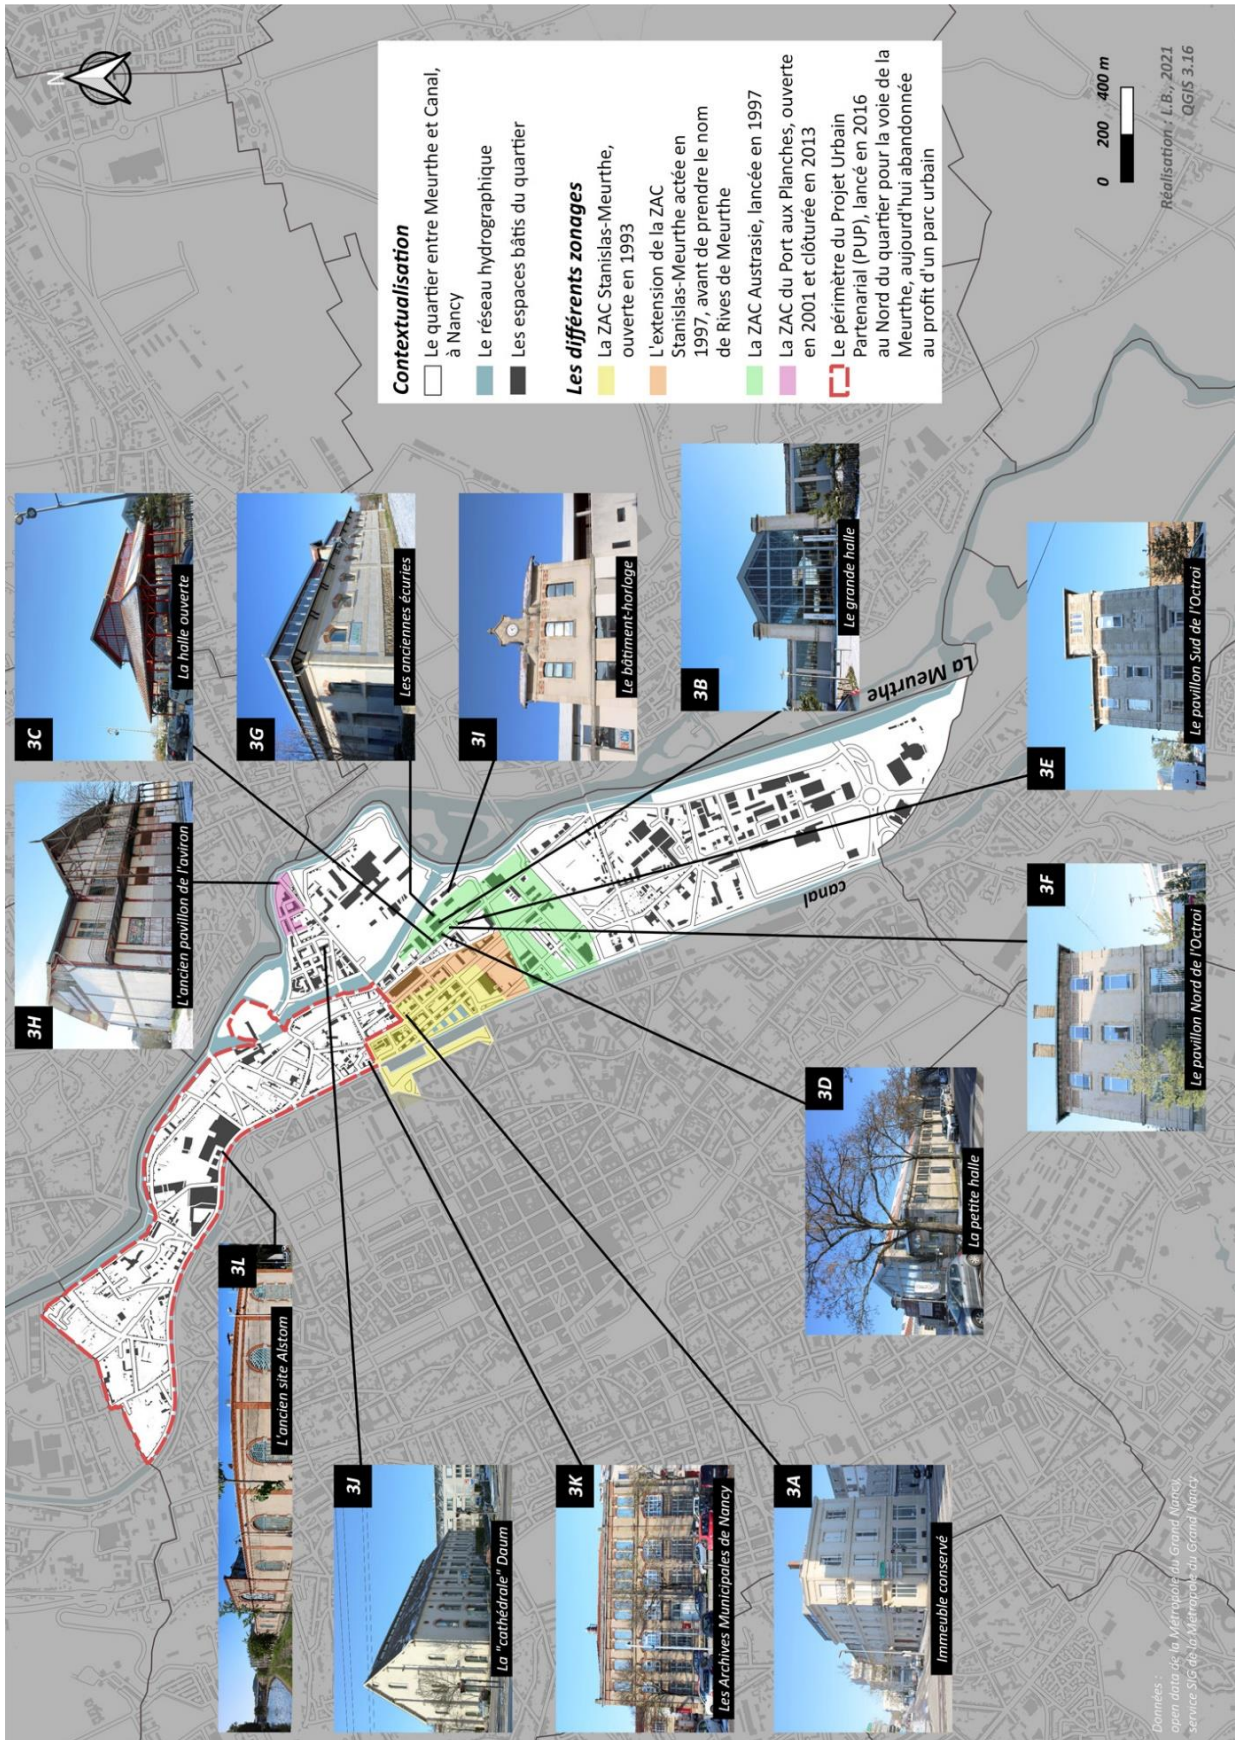 3L
L'ancien site Alstom
3H
L'ancien pavillon de l'aviron
3C
La halle ouverte
N
3J
La "cathédrale" Daum
3G
Les anciennes écuries
3K
Les Archives Municipales de Nancy
3I
Le bâtiment-horloge
3A
Immeuble conservé
3D
La petite halle
3B
Le grande halle
3F
Le pavillon Nord de l'Octroi
3E
Le pavillon Sud de l'Octroi
La Meurthe
canal
Contextualisation
Le quartier entre Meurthe et Canal,
à Nancy
Le réseau hydrographique
Les espaces bâtis du quartier
Les différents zonages
La ZAC Stanislas-Meurthe,
ouverte en 1993
L'extension de la ZAC
Stanislas-Meurthe actée en
1997, avant de prendre le nom
de Rives de Meurthe
La ZAC Austrasie, lancée en 1997
La ZAC du Port aux Planches, ouverte
en 2001 et clôturée en 2013
Le périmètre du Projet Urbain
Partenarial (PUP), lancé en 2016
au Nord du quartier pour la voie de la
Meurthe, aujourd'hui abandonnée
au profit d'un parc urbain
0 200 400 m
Réalisation : L.B., 2021
QGIS 3.16
Données
open data de la Métropole du Grand Nancy,
service SIG de la Métropole du Grand Nancy